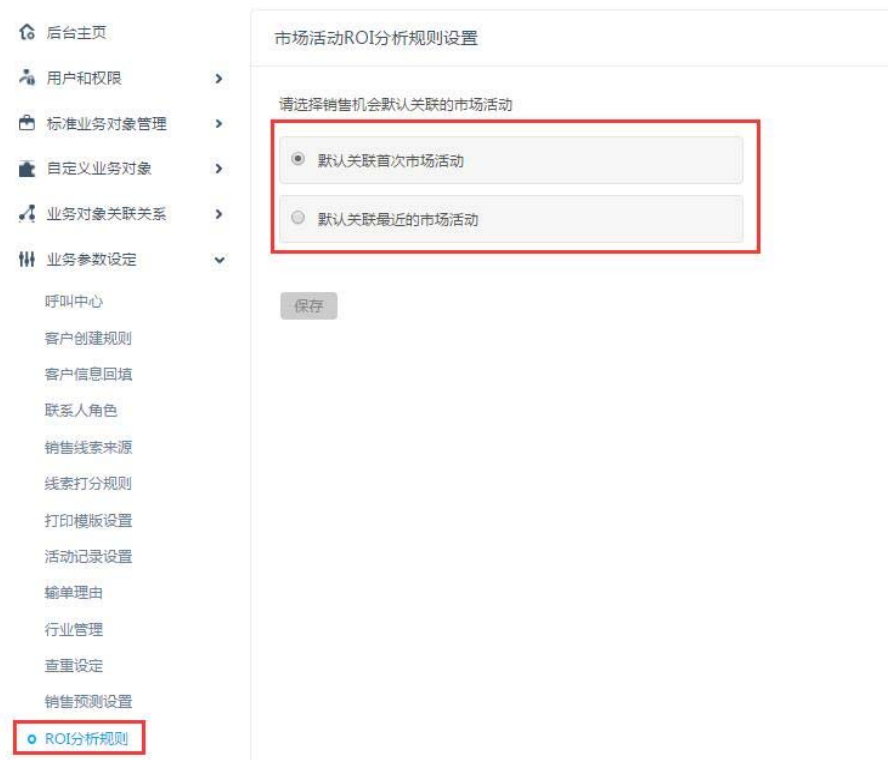 后台主页
用户和权限
标准业务对象管理
自定义业务对象
业务对象关联关系
业务参数设定
呼叫中心
客户创建规则
客户信息回填
联系人角色
销售线索来源
线索打分规则
打印模版设置
活动记录设置
输单理由
行业管理
查重设定
销售预测设置
ROI分析规则
市场活动ROI分析规则设置
请选择销售机会默认关联的市场活动
默认关联首次市场活动
默认关联最近的市场活动
保存